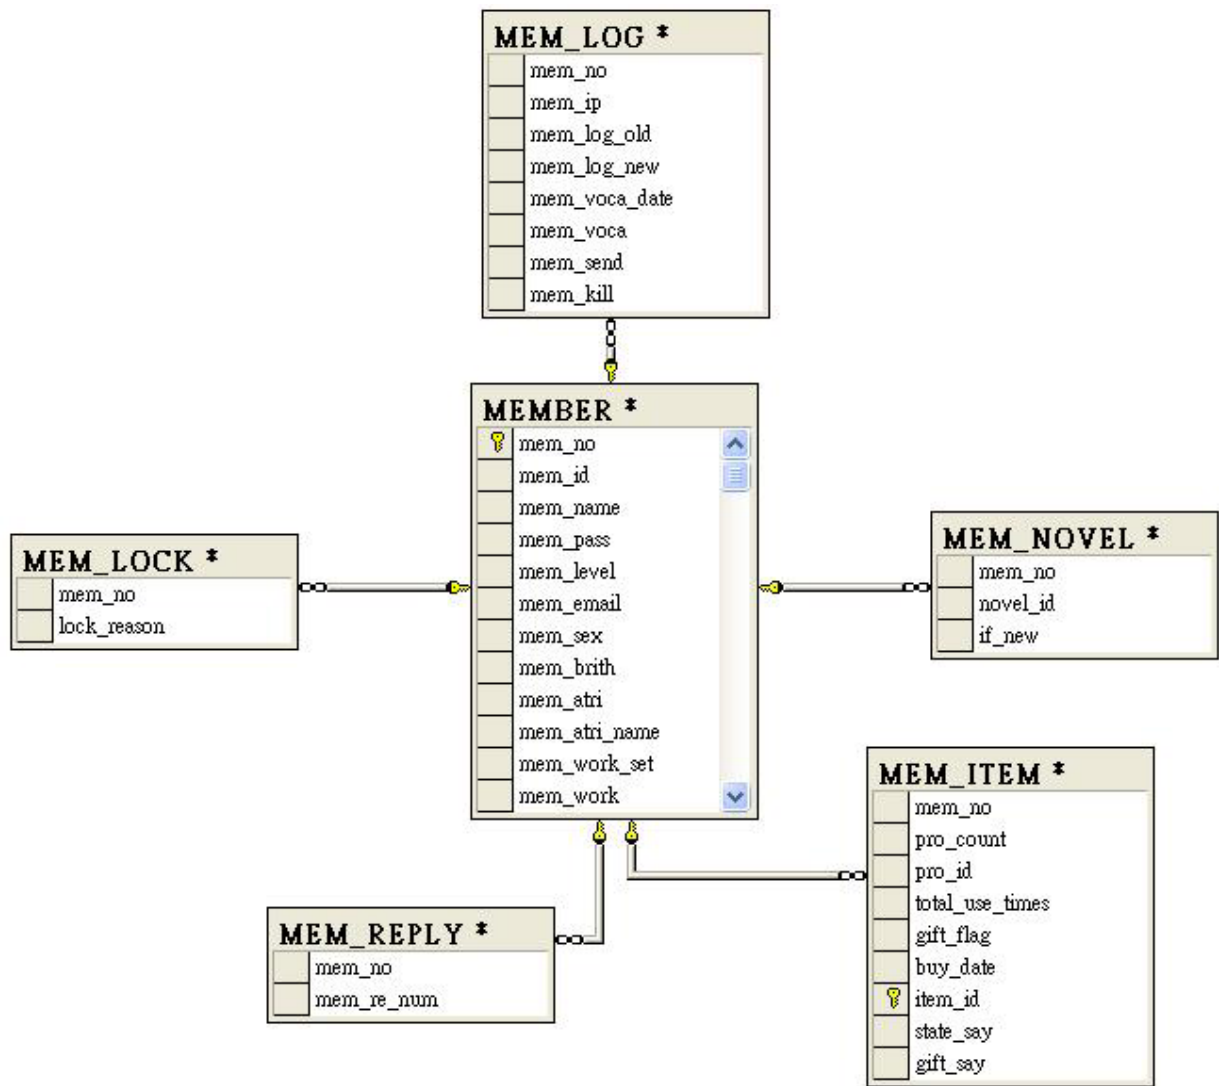 MEM_LOG *
mem_no
mem_ip
mem_log_old
mem_log_new
mem_voca_date
mem_voca
mem_send
mem_kill
MEMBER *
mem_no
mem_id
mem_name
mem_pass
mem_level
mem_email
mem_sex
mem_brith
mem_atri
mem_atri_name
mem_work_set
mem_work
MEM_LOCK *
mem_no
lock_reason
MEM_NOVEL *
mem_no
novel_id
if_new
MEM_ITEM *
mem_no
pro_count
pro_id
total_use_times
gift_flag
buy_date
item_id
state_say
gift_say
MEM_REPLY *
mem_no
mem_re_num